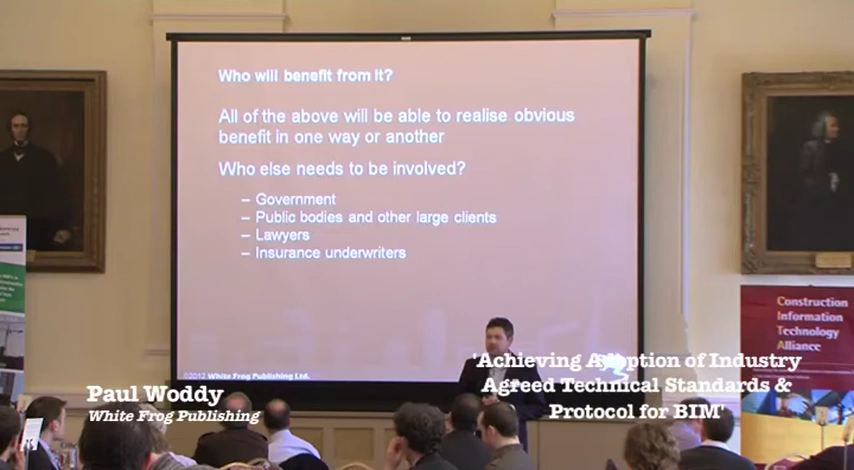 Who will benefit from it?
All of the above will be able to realise obvious
benefit in one way or another
Who else needs to be involved?
– Government
– Public bodies and other large clients
– Lawyers
– Insurance underwriters
©2012 White Frog Publishing Ltd.
Construction
Information
Technology
Alliance
Paul Woddy
White Frog Publishing
'Achieving Adoption of Industry
Agreed Technical Standards &
Protocol for BIM'